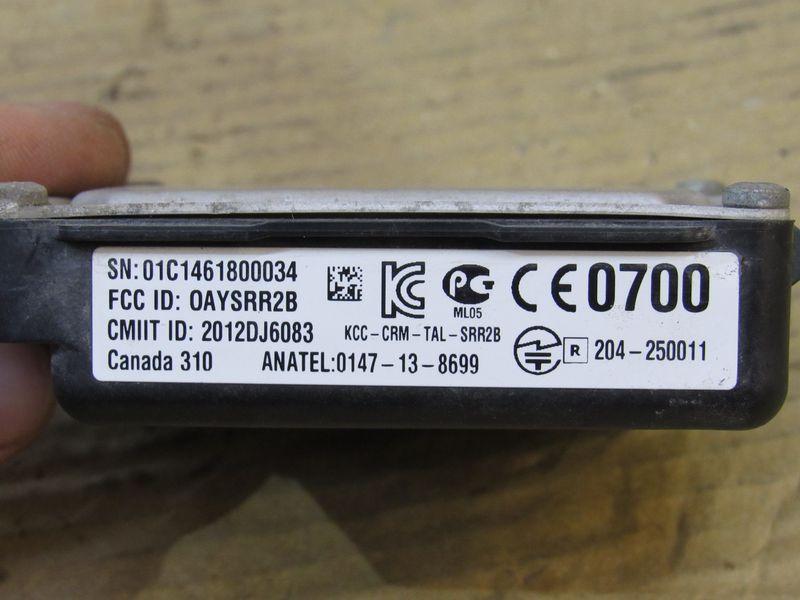 SN: 01C1461800034
FCC ID: OAYSRR2B
CMIIT ID: 2012DJ6083
Canada 310
ANATEL:0147-13-8699
KCC-CRM-TAL-SRR2B
ML05
CE0700
R 204-250011